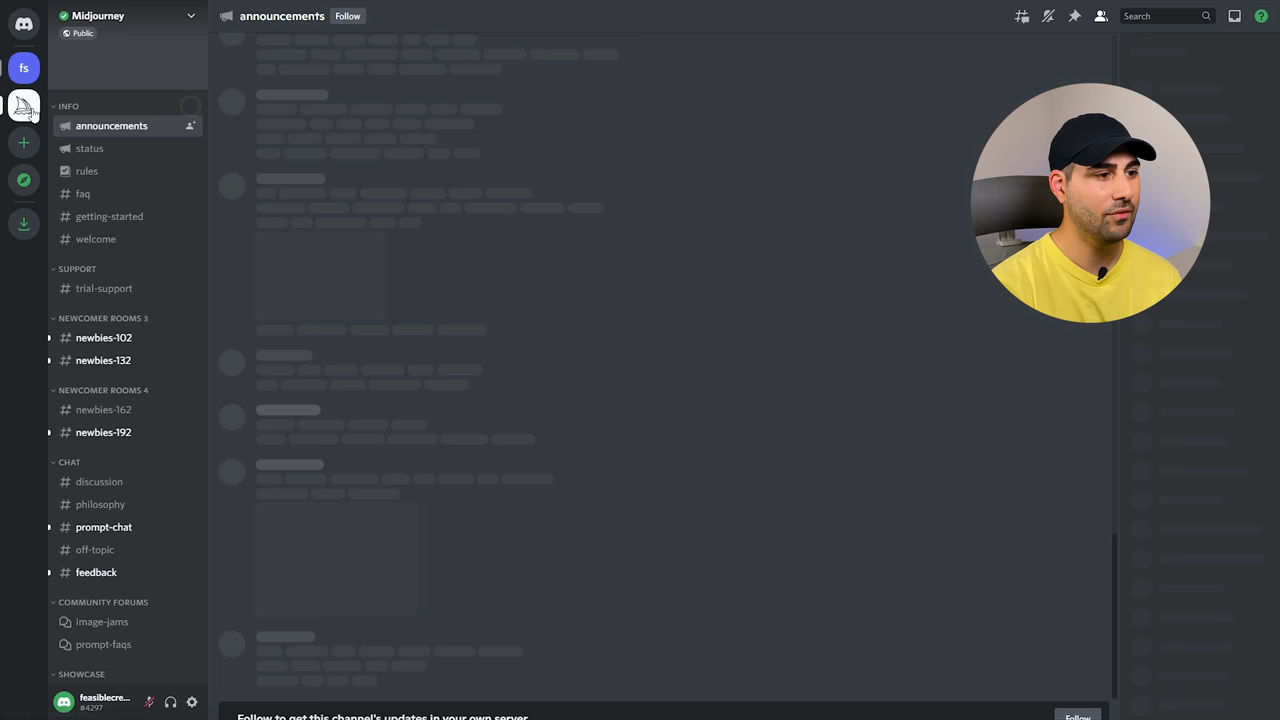 Midjourney
Public
announcements
Follow
Search
fs
INFO
announcements
status
rules
faq
getting-started
welcome
SUPPORT
trial-support
NEWCOMER ROOMS 3
newbies-102
newbies-132
NEWCOMER ROOMS 4
newbies-162
newbies-192
CHAT
discussion
philosophy
prompt-chat
off-topic
feedback
COMMUNITY FORUMS
image-jams
prompt-faqs
SHOWCASE
feasiblecre...
#4297
Follow to get this channel's updates in your own server.
Follow